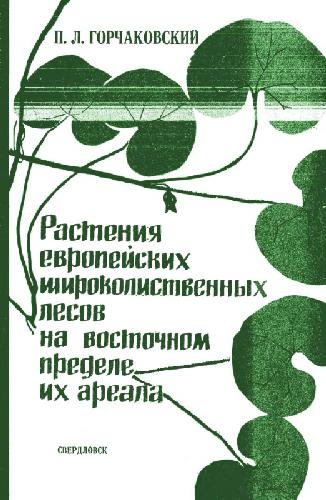 П. Л. ГОРЧАКОВСКИЙ
Растения
европейских
широколиственных
лесов
на восточном
пределе
их ареала
СВЕРДЛОВСК